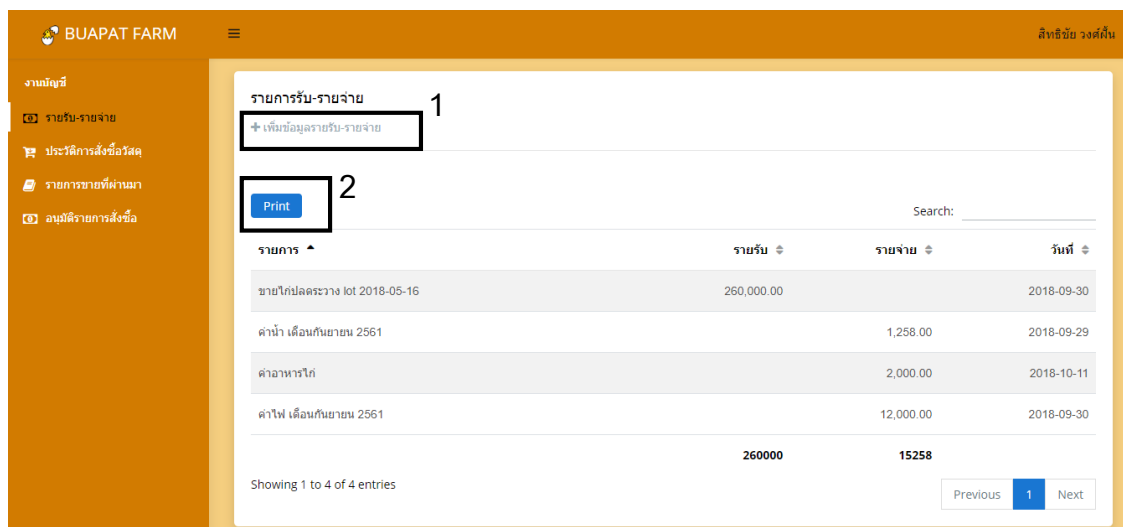 BUAPAT FARM
สิทธิชัย วงศ์ฝั้น
งานบัญชี
รายรับ-รายจ่าย
ประวัติการสั่งซื้อวัสดุ
รายการขายที่ผ่านมา
อนุมัติรายการสั่งซื้อ
รายการรับ-รายจ่าย
1
+ เพิ่มข้อมูลรายรับ-รายจ่าย
2
Print
Search:
รายการ รายรับ รายจ่าย วันที่
ขายไก่ปลดระวาง lot 2018-05-16 260,000.00 2018-09-30
ค่าน้ำ เดือนกันยายน 2561 1,258.00 2018-09-29
ค่าอาหารไก่ 2,000.00 2018-10-11
ค่าไฟ เดือนกันยายน 2561 12,000.00 2018-09-30
260000 15258
Showing 1 to 4 of 4 entries
Previous 1 Next